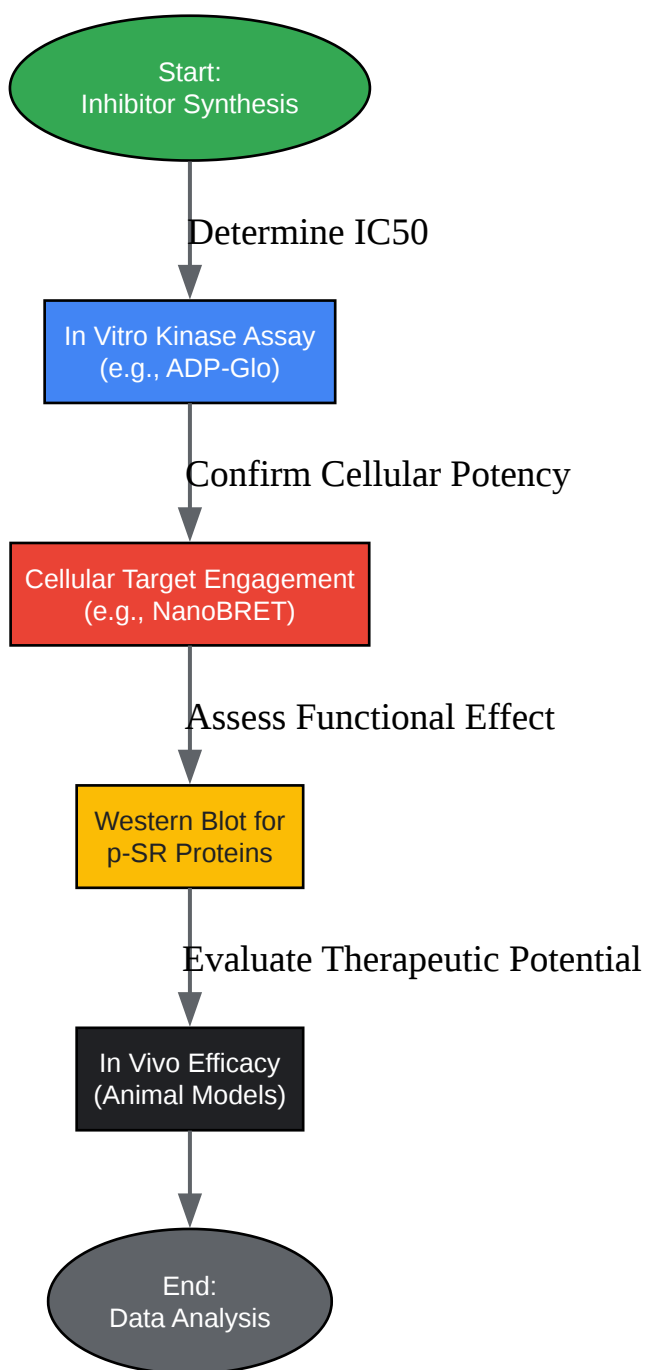 Start:
Inhibitor Synthesis
Determine IC50
In Vitro Kinase Assay
(e.g., ADP-Glo)
Confirm Cellular Potency
Cellular Target Engagement
(e.g., NanoBRET)
Assess Functional Effect
Western Blot for
p-SR Proteins
Evaluate Therapeutic Potential
In Vivo Efficacy
(Animal Models)
End:
Data Analysis